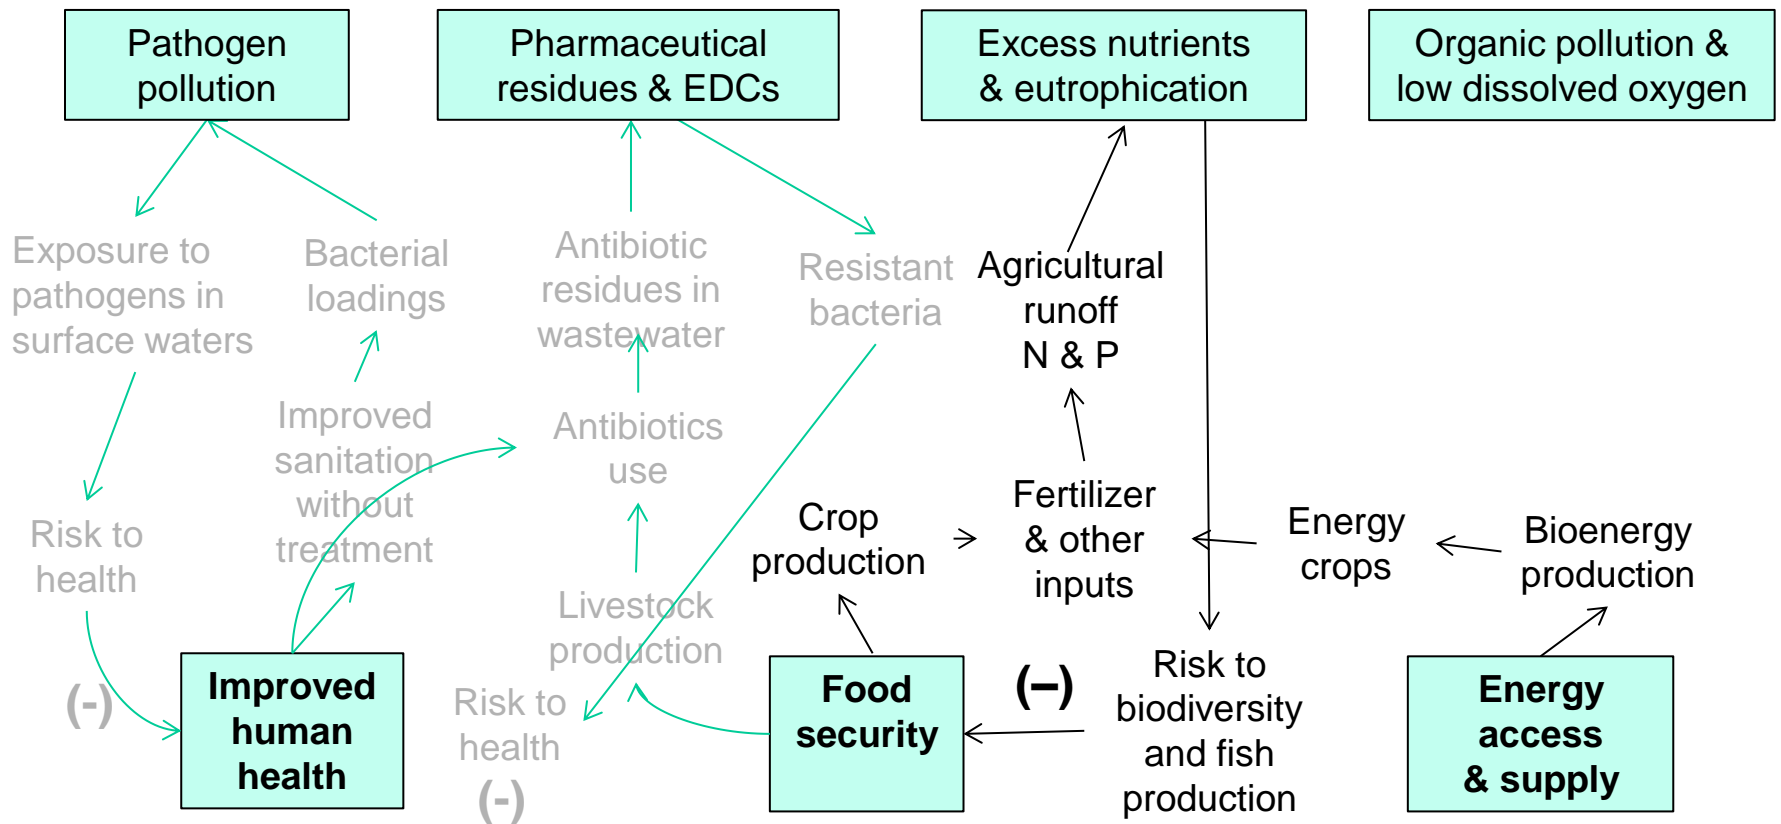 Pathogen
pollution
Pharmaceutical
residues & EDCs
Excess nutrients
& eutrophication
Organic pollution &
low dissolved oxygen
Exposure to
pathogens in
surface waters
Bacterial
loadings
Antibiotic
residues in
wastewater
Resistant
bacteria
Agricultural
runoff
N & P
Improved
sanitation
without
treatment
Antibiotics
use
Risk to
health
Crop
production
Fertilizer
& other
inputs
Energy
crops
Bioenergy
production
Livestock
production
(-)
Improved
human
health
Risk to
health
(-)
Food
security
(–)
Risk to
biodiversity
and fish
production
Energy
access
& supply